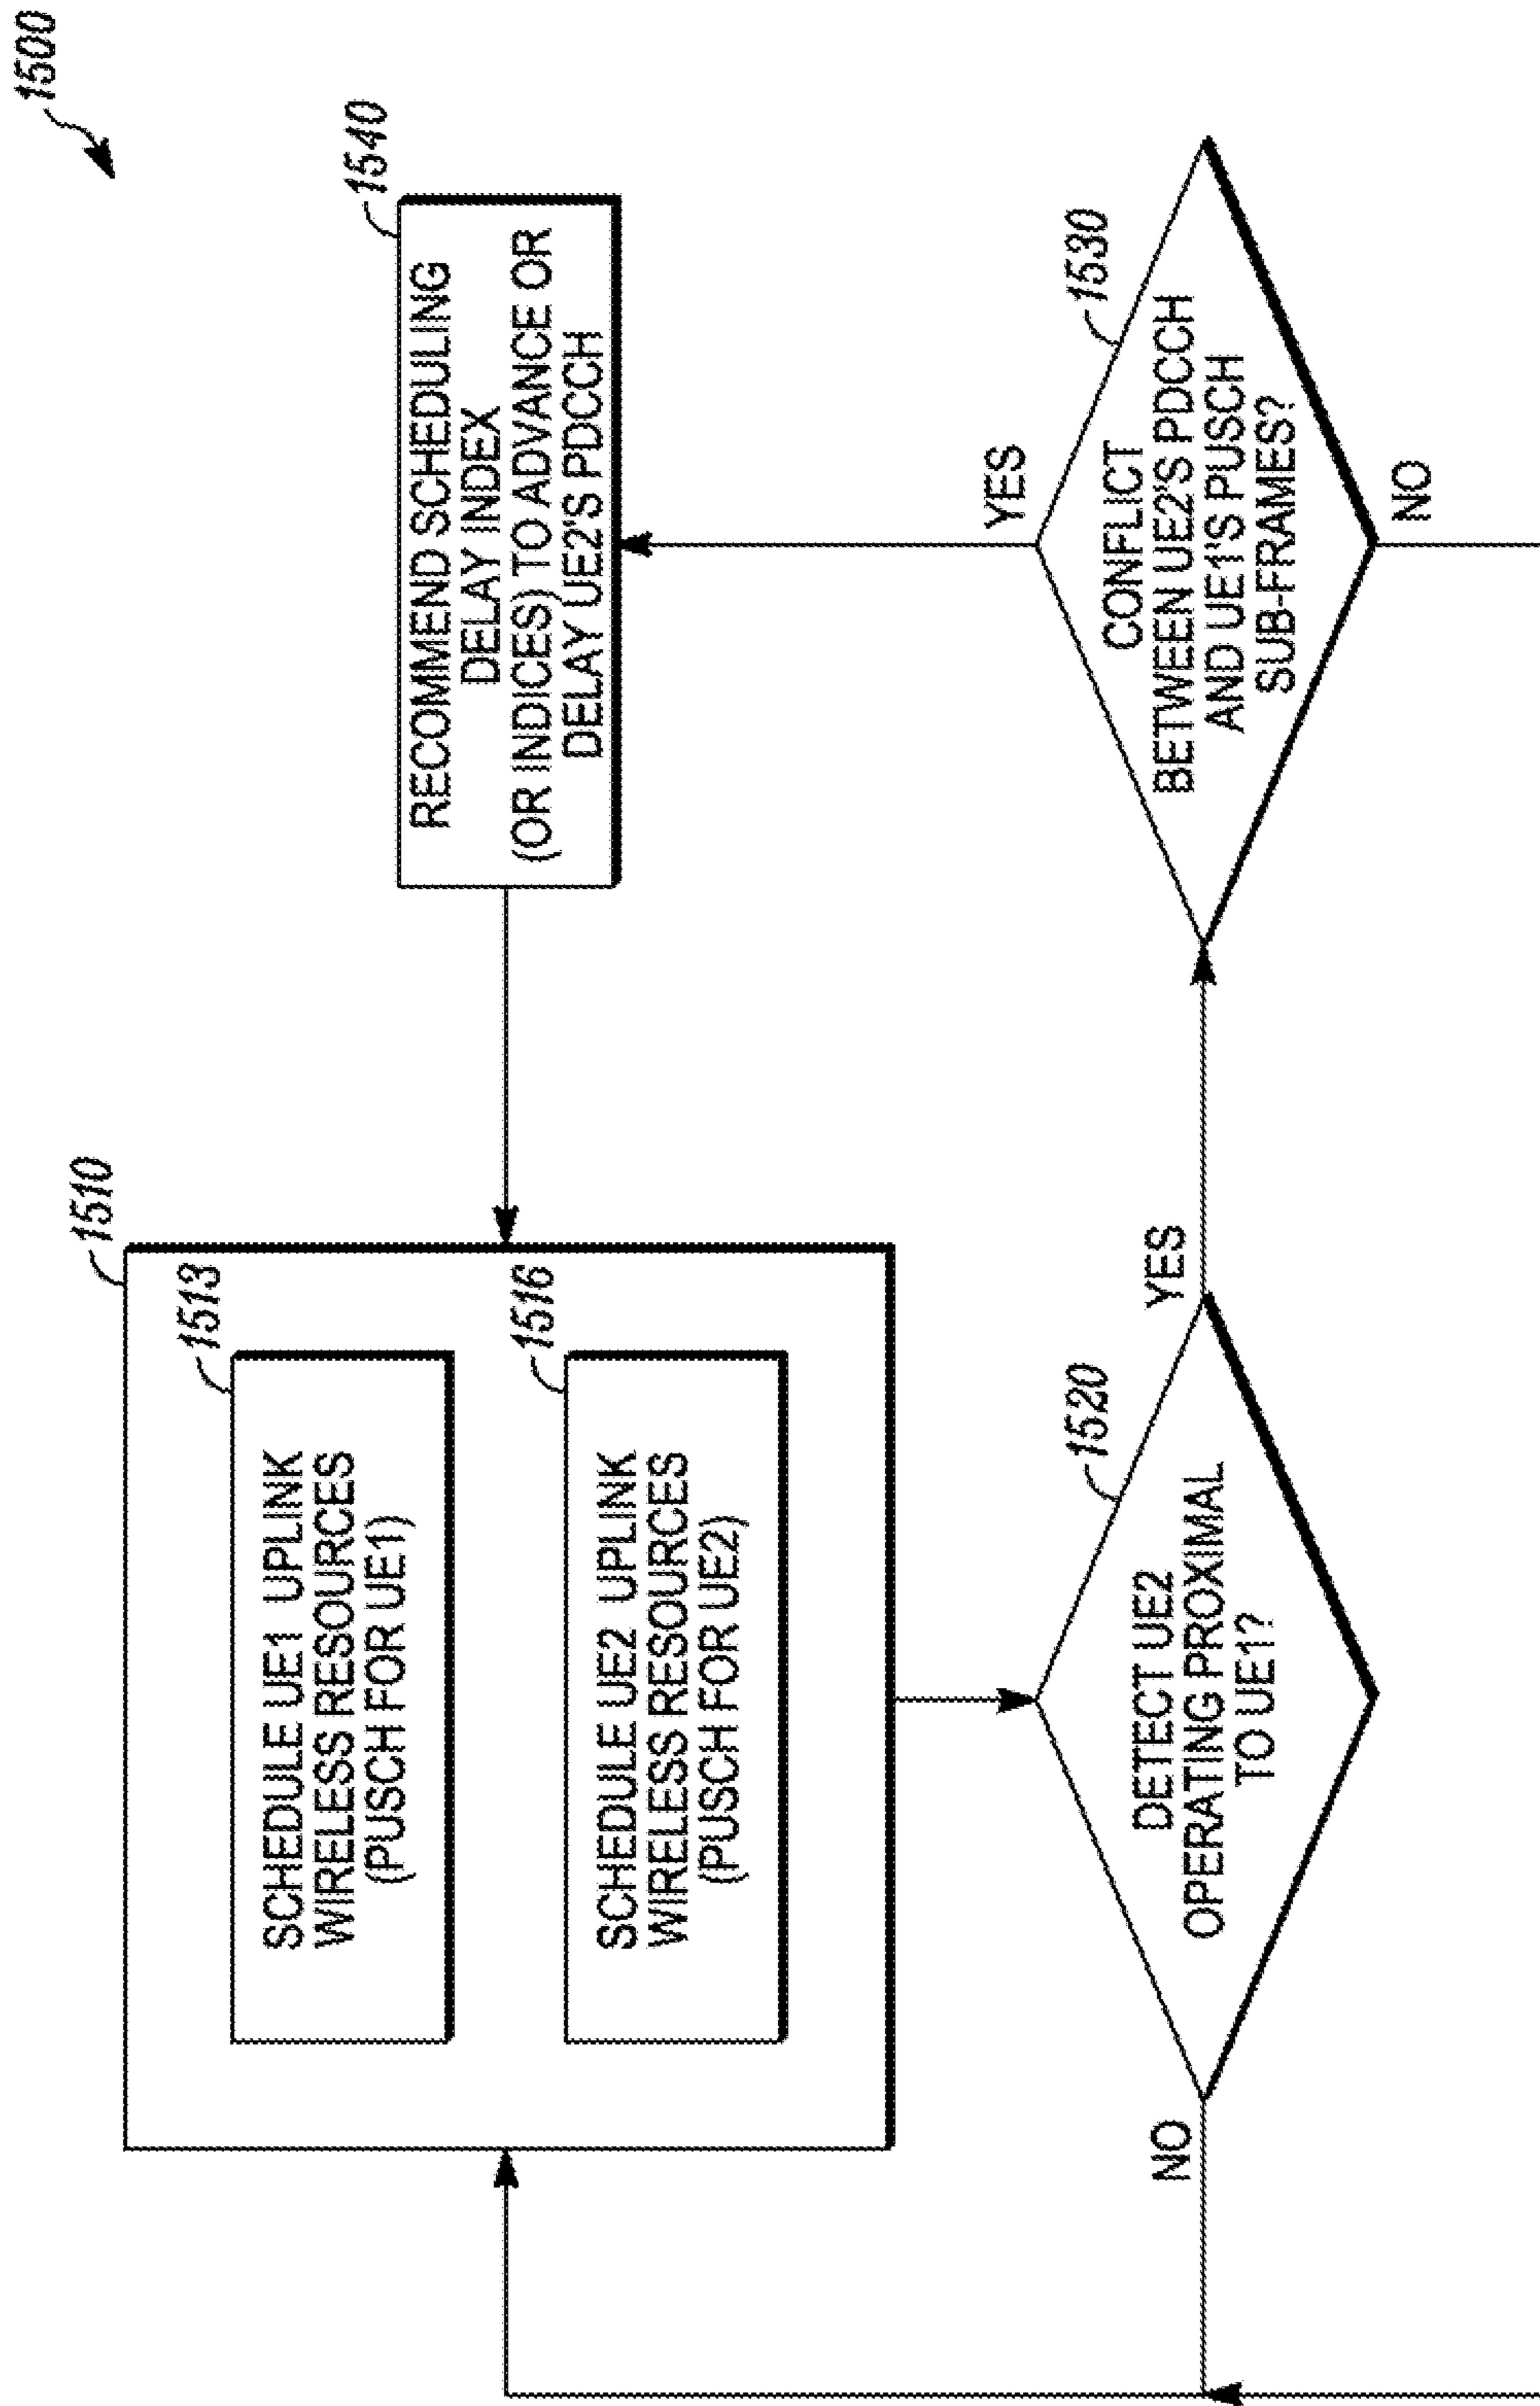 1500
1510
1513
SCHEDULE UE1 UPLINK
WIRELESS RESOURCES
(PUSCH FOR UE1)
1516
SCHEDULE UE2 UPLINK
WIRELESS RESOURCES
(PUSCH FOR UE2)
1540
RECOMMEND SCHEDULING
DELAY INDEX
(OR INDICES) TO ADVANCE OR
DELAY UE2'S PDCCH
1520
DETECT UE2
OPERATING PROXIMAL
TO UE1?
NO
YES
1530
CONFLICT
BETWEEN UE2'S PDCCH
AND UE1'S PUSCH
SUB-FRAMES?
YES
NO